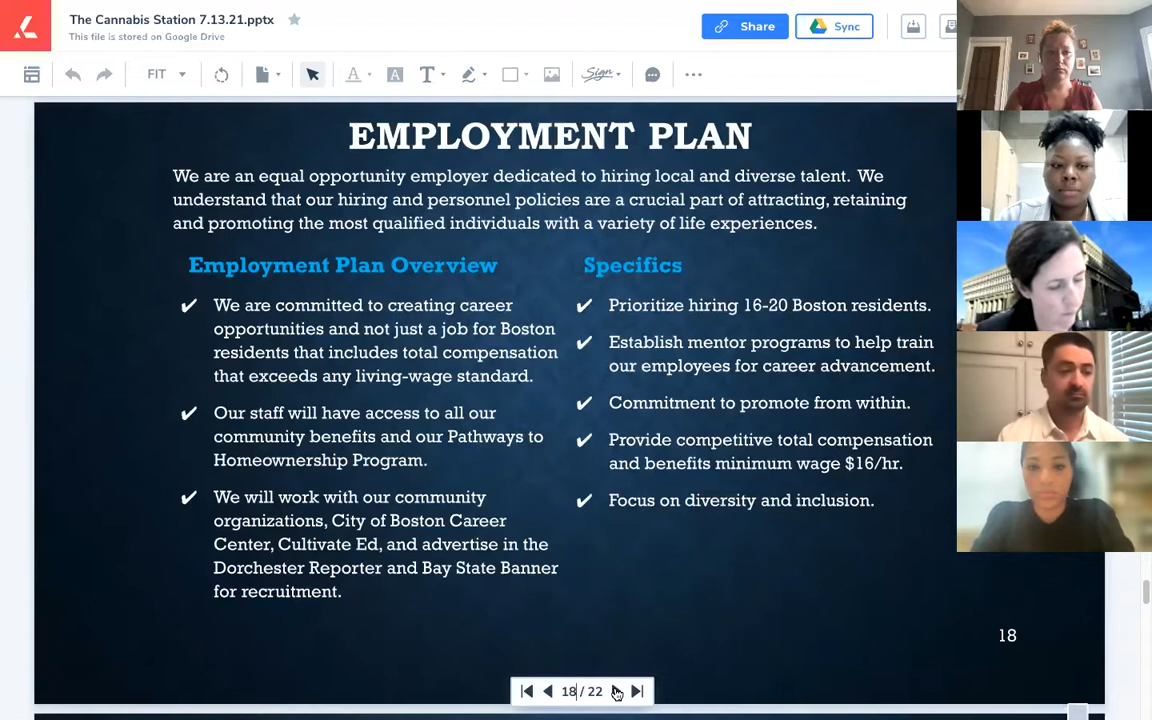 The Cannabis Station 7.13.21.pptx
This file is stored on Google Drive
Share
Sync
FIT
A
A
T
Sign
EMPLOYMENT PLAN
We are an equal opportunity employer dedicated to hiring local and diverse talent. We
understand that our hiring and personnel policies are a crucial part of attracting, retaining
and promoting the most qualified individuals with a variety of life experiences.
Employment Plan Overview
We are committed to creating career
opportunities and not just a job for Boston
residents that includes total compensation
that exceeds any living-wage standard.
Our staff will have access to all our
community benefits and our Pathways to
Homeownership Program.
We will work with our community
organizations, City of Boston Career
Center, Cultivate Ed, and advertise in the
Dorchester Reporter and Bay State Banner
for recruitment.
Specifics
Prioritize hiring 16-20 Boston residents.
Establish mentor programs to help train
our employees for career advancement.
Commitment to promote from within.
Provide competitive total compensation
and benefits minimum wage $16/hr.
Focus on diversity and inclusion.
18
18 / 22